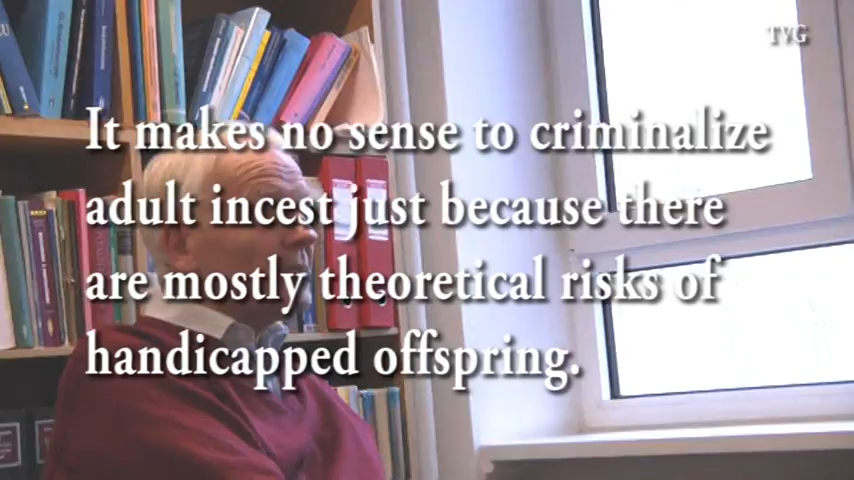 TVG
It makes no sense to criminalize
adult incest just because there
are mostly theoretical risks of
handicapped offspring.